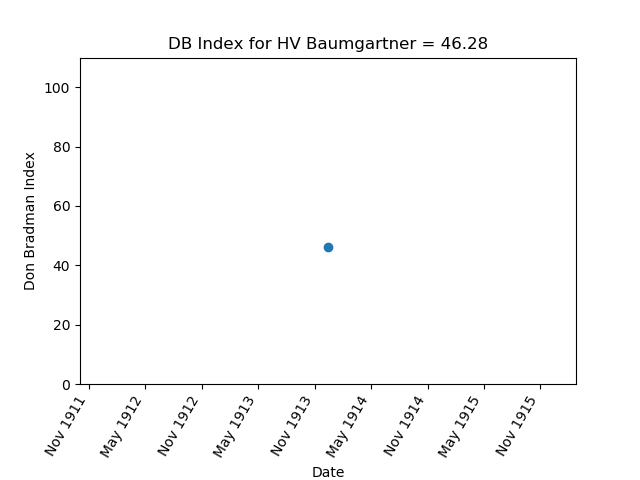 DB Index for HV Baumgartner = 46.28
100
80
60
40
20
0
Don Bradman Index
Nov 1911
May 1912
Nov 1912
May 1913
Nov 1913
May 1914
Nov 1914
May 1915
Nov 1915
Date